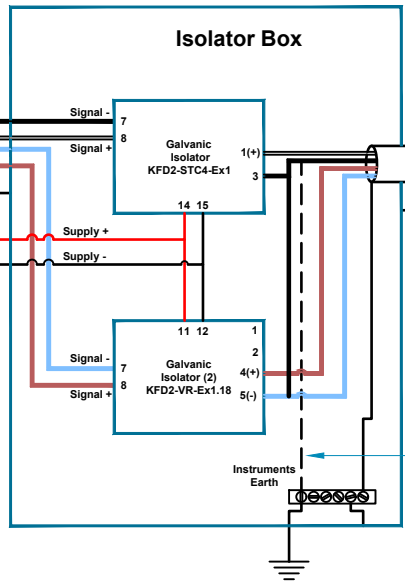 Isolator Box
Signal -
7
8
Signal +
Galvanic
Isolator
KFD2-STC4-Ex1
1(+)
3
14 15
Supply +
Supply -
11 12
1
2
Galvanic
Isolator (2)
KFD2-VR-Ex1.18
Signal -
7
8
Signal +
4(+)
5(-)
Instruments
Earth